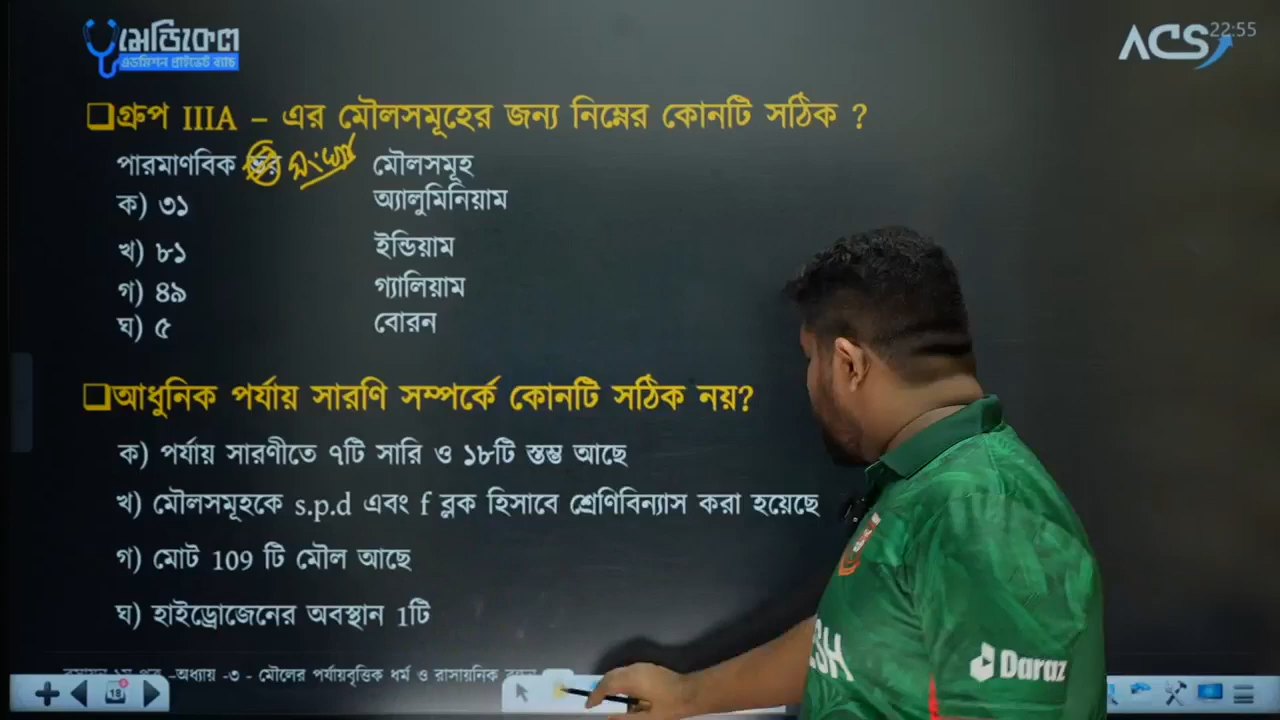 মেডিকেল
এডমিশন প্রাইভেট ব্যাচ
ACS
22:55
গ্রুপ IIIA – এর মৌলসমূহের জন্য নিম্নের কোনটি সঠিক ?
পারমাণবিক ভর সংখ্যা মৌলসমূহ
ক) ৩১ অ্যালুমিনিয়াম
খ) ৮১ ইন্ডিয়াম
গ) ৪৯ গ্যালিয়াম
ঘ) ৫ বোরন
আধুনিক পর্যায় সারণি সম্পর্কে কোনটি সঠিক নয়?
ক) পর্যায় সারণীতে ৭টি সারি ও ১৮টি স্তম্ভ আছে
খ) মৌলসমূহকে s.p.d এবং f ব্লক হিসাবে শ্রেণিবিন্যাস করা হয়েছে
গ) মোট 109 টি মৌল আছে
ঘ) হাইড্রোজেনের অবস্থান 1টি
-অধ্যায় -৩ - মৌলের পর্যায়বৃত্তিক ধর্ম ও রাসায়নিক
18
Daraz